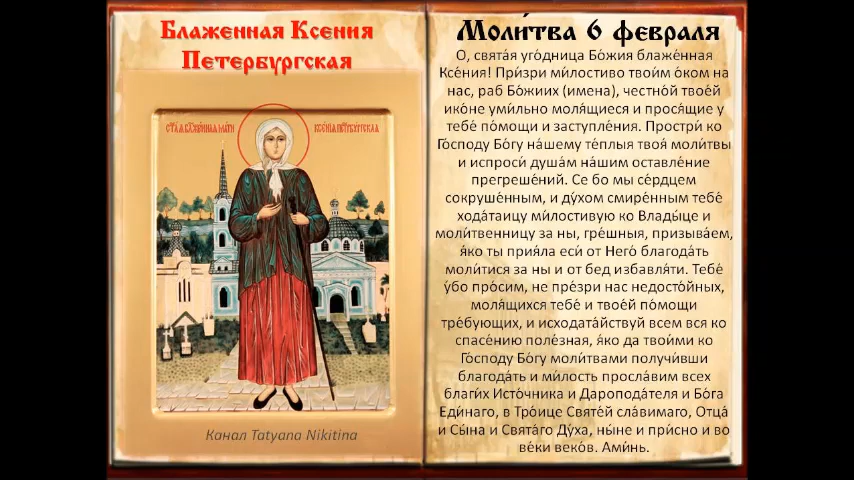 Блаженная Ксения
Петербургская
Канал Tatyana Nikitina
Моли́тва 6 февраля
О, свята́я уго́дница Бо́жия блаже́нная
Ксе́ния! При́зри ми́лостиво твои́м о́ком на
нас, раб Бо́жиих (имена), честно́й твое́й
ико́не уми́льно моля́щиеся и прося́щие у
тебе́ по́мощи и заступле́ния. Простри́ ко
Го́споду Бо́гу на́шему те́плыя твоя́ моли́твы
и испроси́ душа́м на́шим оставле́ние
прегреше́ний. Се бо мы се́рдцем
сокруше́нным, и ду́хом смире́нным тебе́
хода́таицу ми́лостивую ко Влады́це и
моли́твенницу за ны, гре́шныя, призыва́ем,
я́ко ты прия́ла еси́ от Него́ благода́ть
моли́тися за ны и от бед избавля́ти. Тебе́
у́бо про́сим, не пре́зри нас недосто́йных,
моля́щихся тебе́ и твое́й по́мощи
тре́бующих, и исхода́та́йствуй всем вся ко
спасе́нию поле́зная, я́ко да твои́ми ко
Го́споду Бо́гу моли́твами получи́вши
благода́ть и ми́лость просла́вим всех
благи́х Исто́чника и Даропода́теля и Бо́га
Еди́наго, в Тро́ице Святе́й сла́вимаго, Отца́
и Сы́на и Свята́го Ду́ха, ны́не и при́сно и во
ве́ки веко́в. Ами́нь.